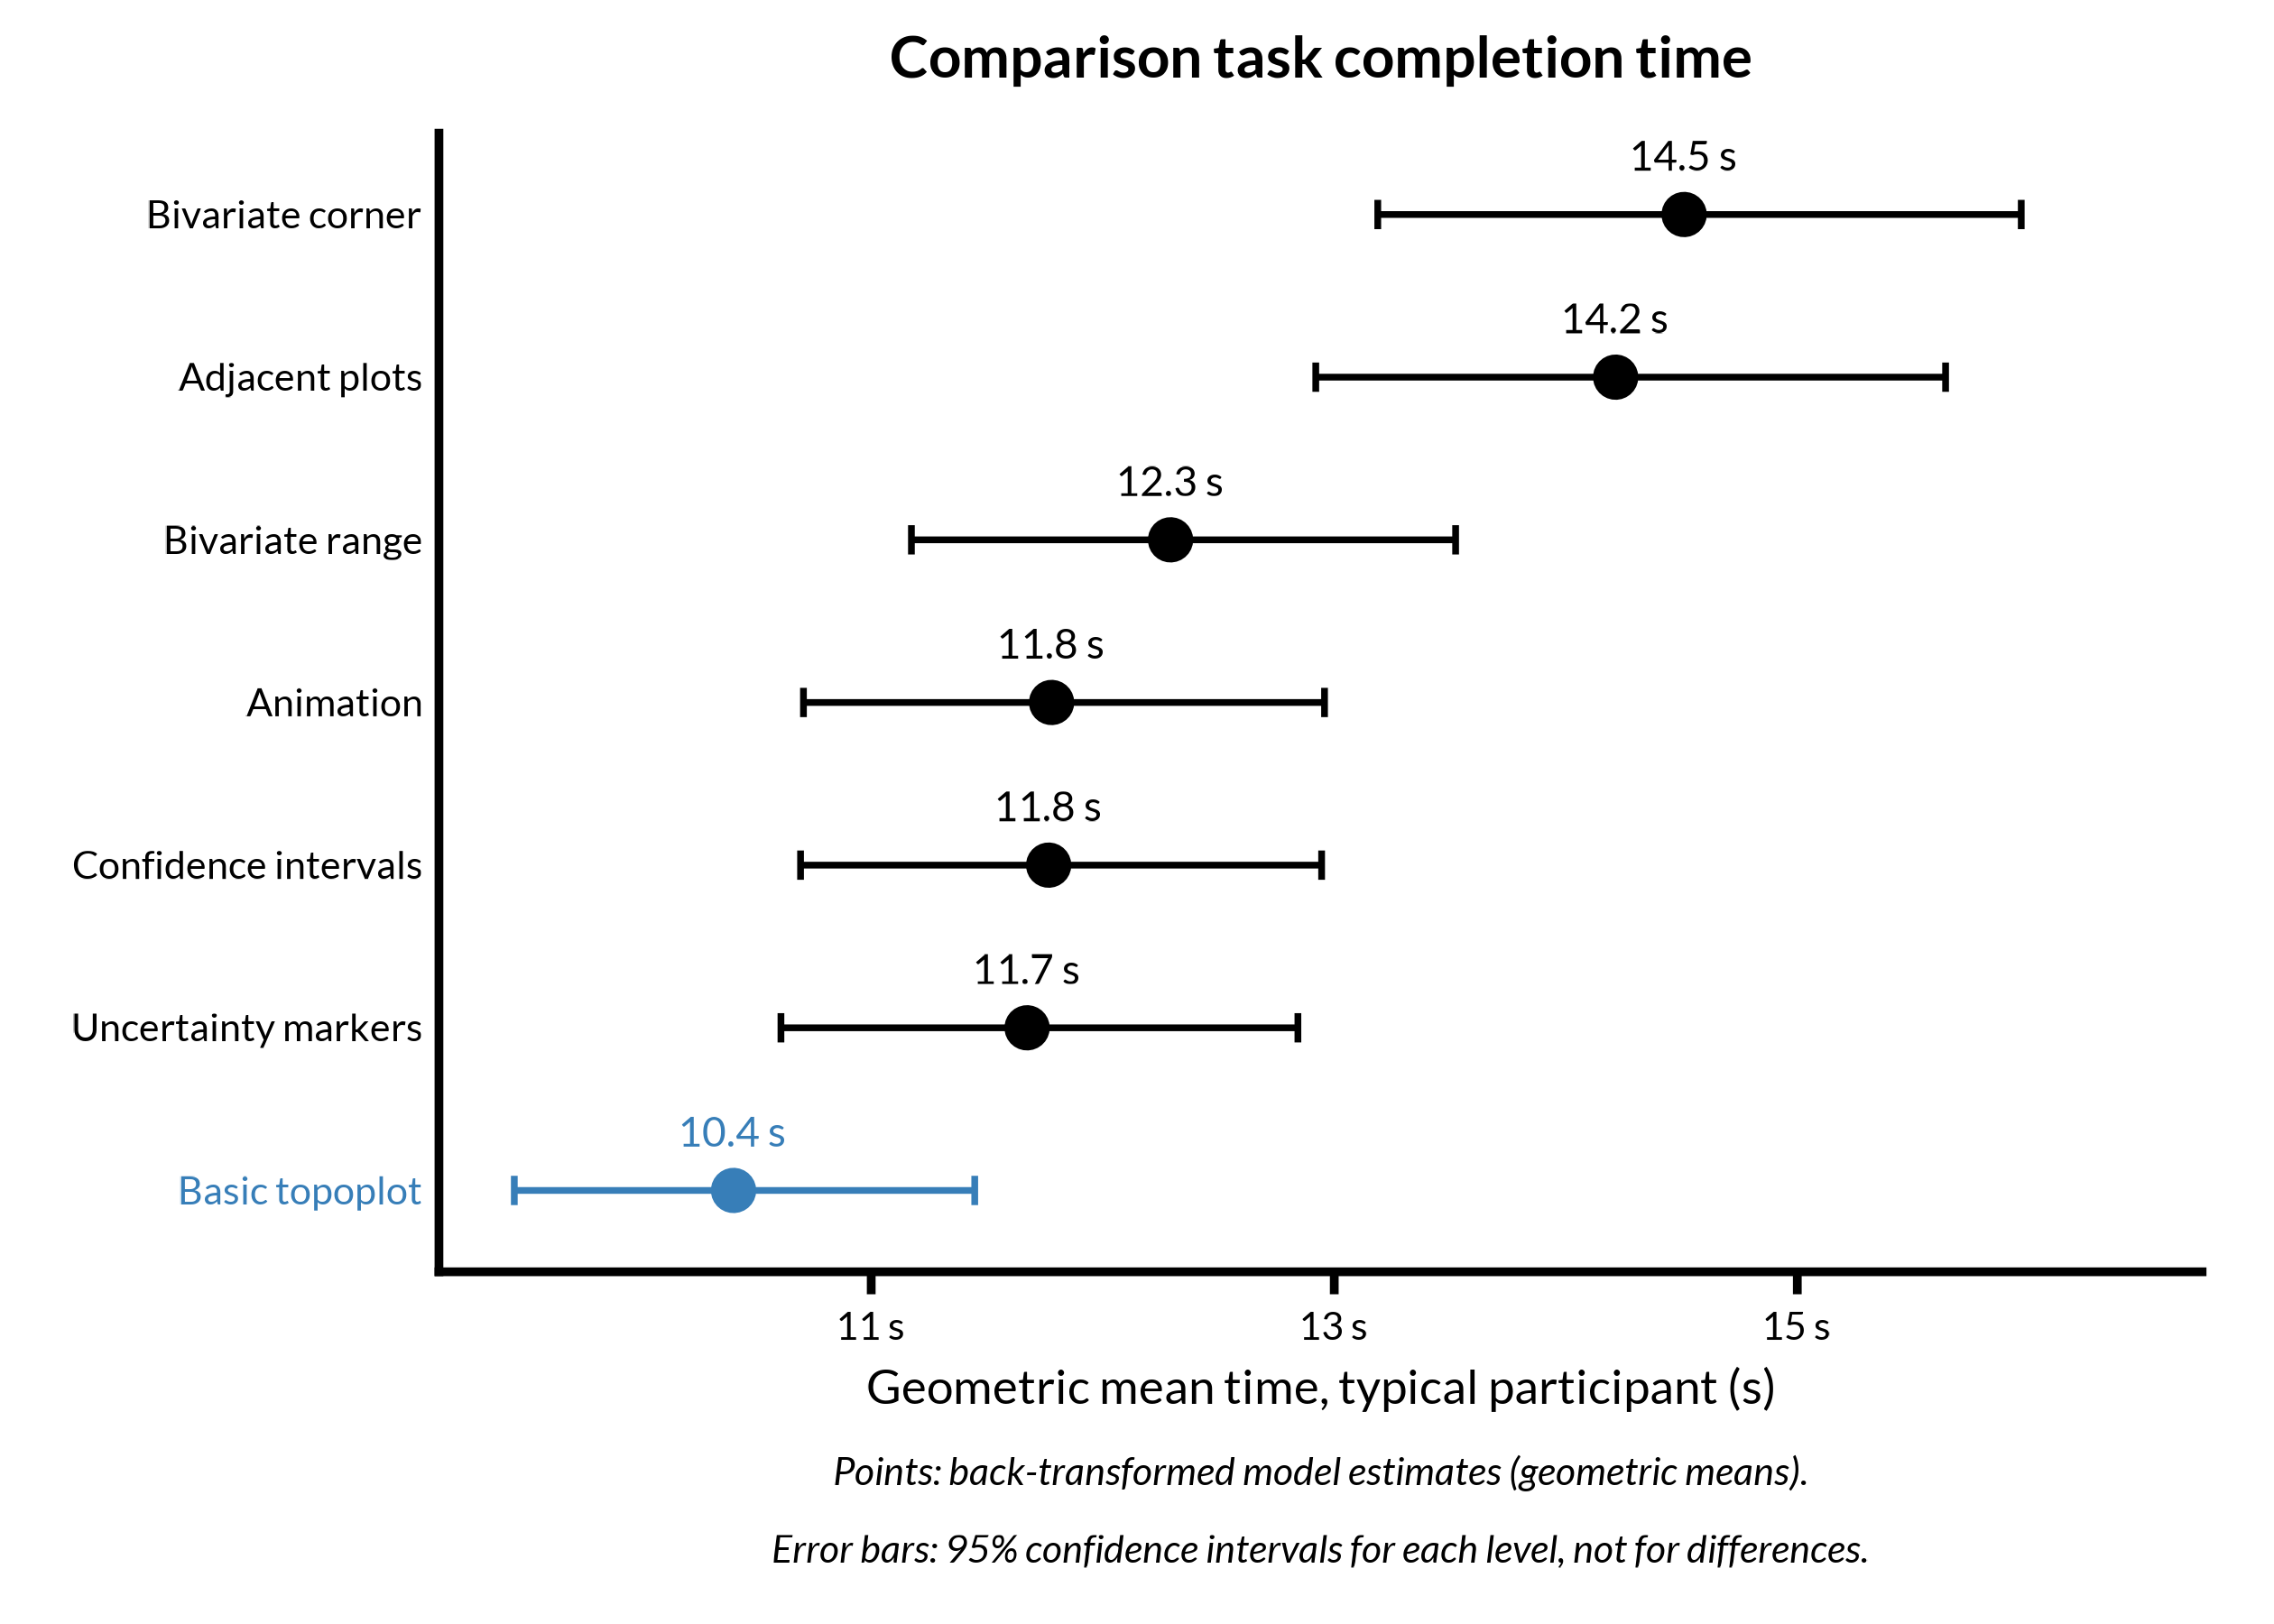 Comparison task completion time
14.5 s
Bivariate corner
14.2 s
Adjacent plots
12.3 s
Bivariate range
11.8 s
Animation
11.8 s
Confidence intervals
11.7 s
Uncertainty markers
10.4 s
Basic topoplot
11 s 13 s 15 s
Geometric mean time, typical participant (s)
Points: back-transformed model estimates (geometric means).
Error bars: 95% confidence intervals for each level, not for differences.